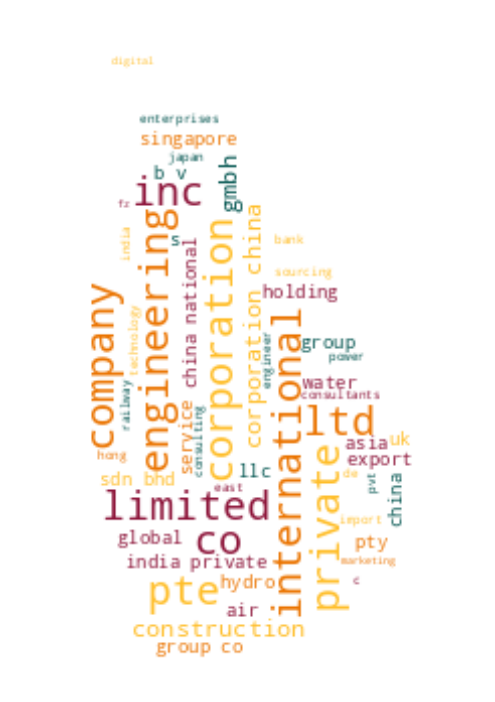 digital
enterprises
singapore
japan
b v
gmbh
inc
fz
engineering
s
india
corporation
corporation china
china national
bank
sourcing
holding
company
technology
international
engineer
group
power
railway
water
consultants
service
consulting
ltd
asia
uk
hong
export
sdn bhd
llc
de
pvt
china
private
east
limited
import
global
co
pty
india private
marketing
pte
hydro
c
air
construction
group co